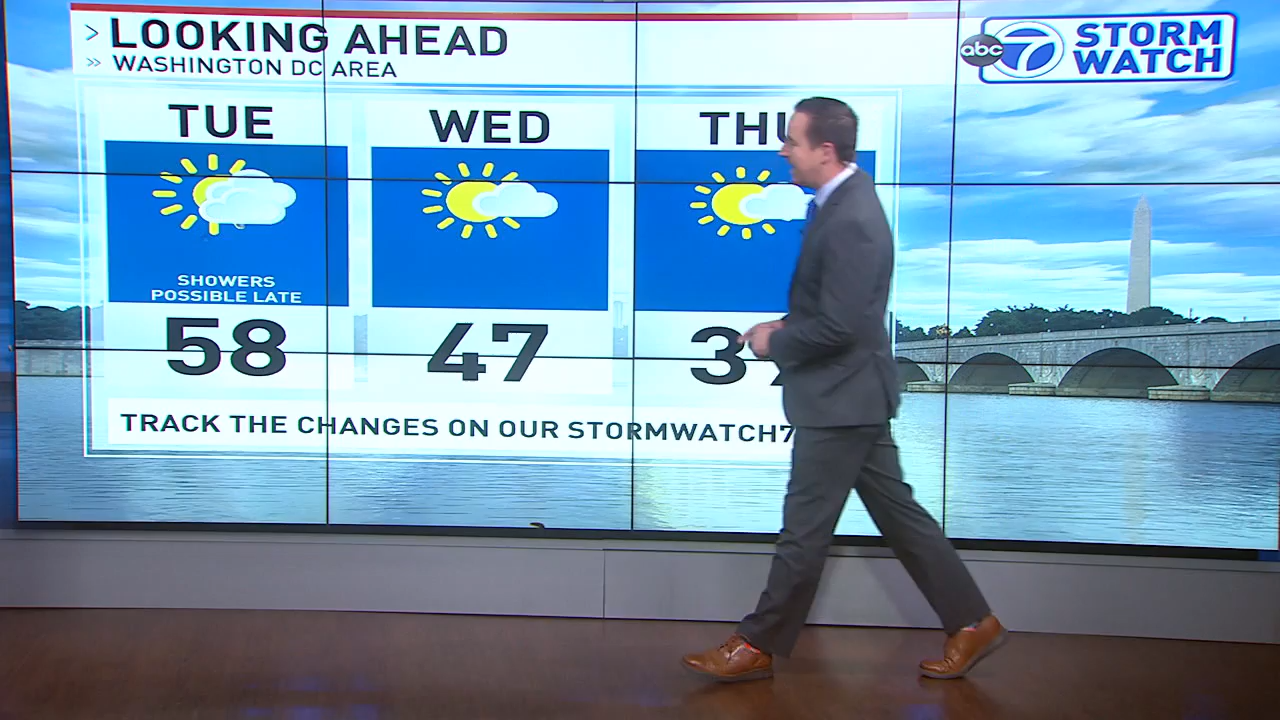 > LOOKING AHEAD
» WASHINGTON DC AREA
abc 7 STORM
WATCH
TUE WED
SHOWERS
POSSIBLE LATE
58 47
TRACK THE CHANGES ON OUR STORMWATCH7